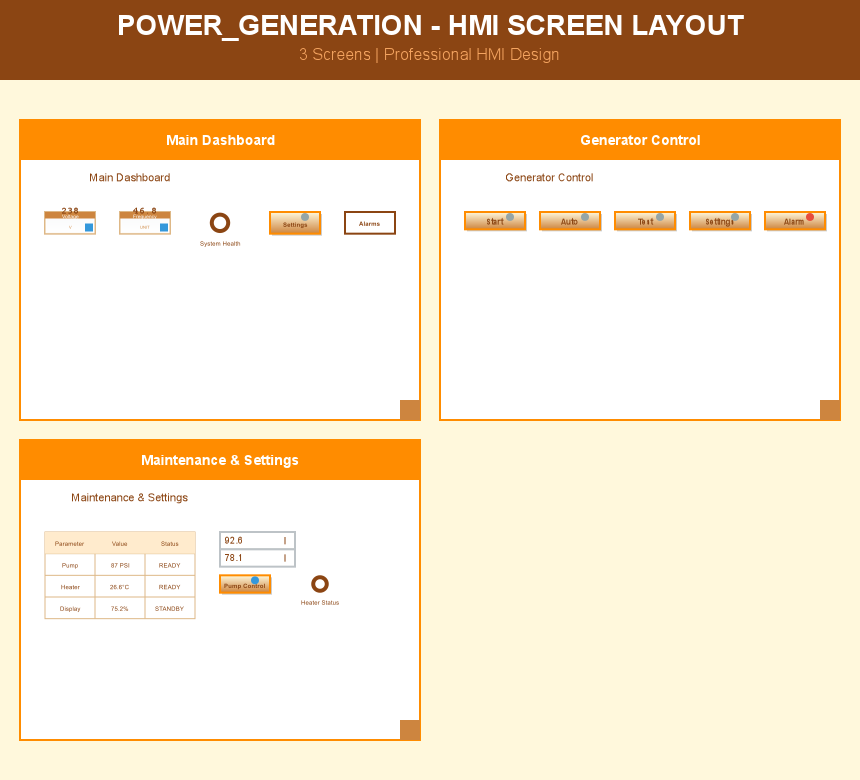 POWER_GENERATION - HMI SCREEN LAYOUT
3 Screens | Professional HMI Design
Main Dashboard
Main Dashboard
238
Voltage
V
46.8
Frequency
UNIT
System Health
Settings
Alarms
Generator Control
Generator Control
Start
Auto
Test
Settings
Alarm
Maintenance & Settings
Maintenance & Settings
Parameter Value Status
Pump 87 PSI READY
Heater 26.6°C READY
Display 75.2% STANDBY
92.6 |
78.1 |
Pump Control
Heater Status